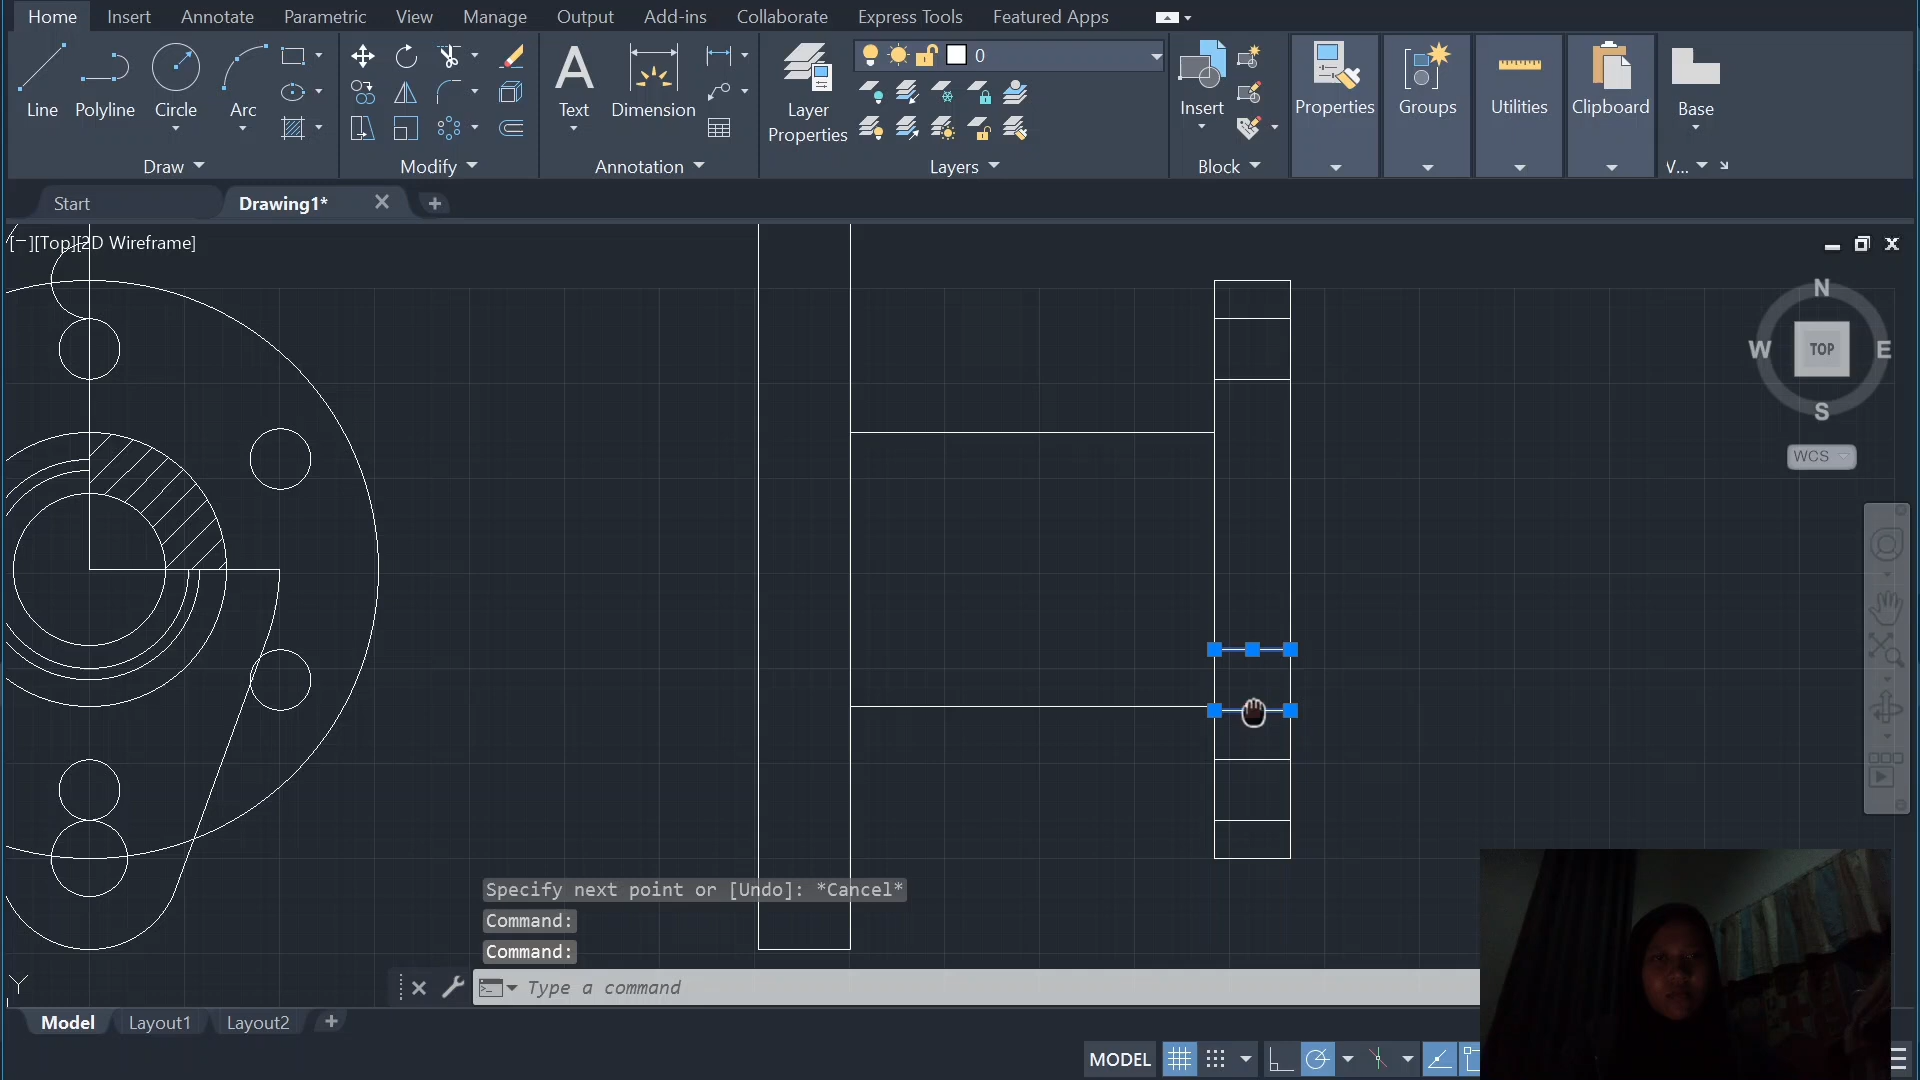 Home Insert Annotate Parametric View Manage Output Add-ins Collaborate Express Tools Featured Apps
Line Polyline Circle Arc
Text Dimension
Layer Properties
0
Insert
Properties Groups Utilities Clipboard Base
Draw Modify Annotation Layers Block V...
Start Drawing1*
[−][Top][2D Wireframe]
N
W TOP E
S
WCS
Specify next point or [Undo]: *Cancel*
Command:
Command:
Type a command
Y
Model Layout1 Layout2
MODEL